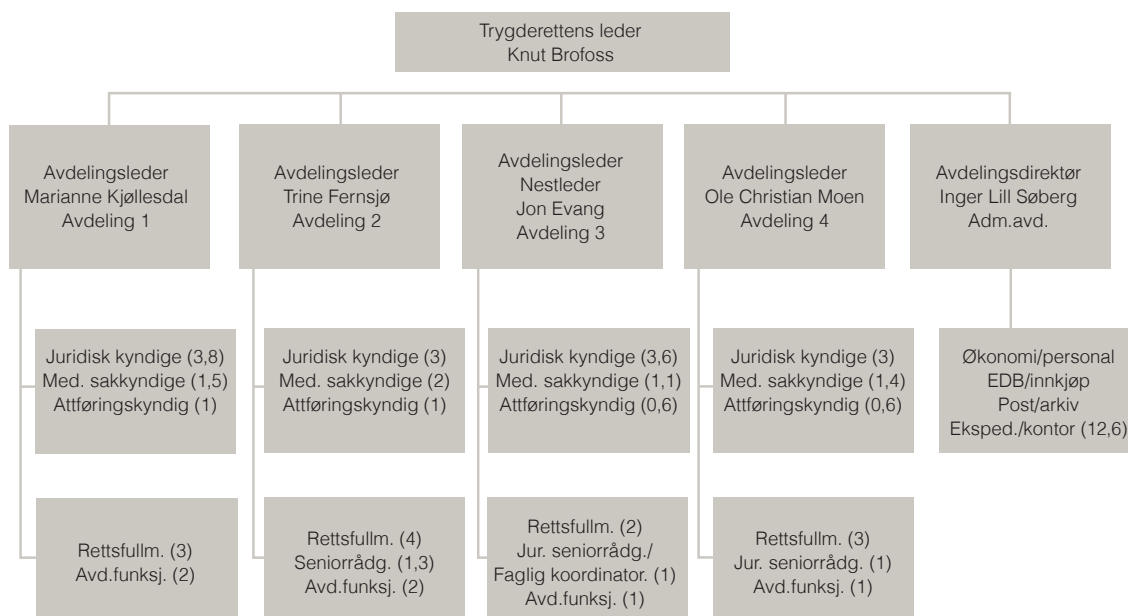 Trygderettens leder
Knut Brofoss
Avdelingsleder
Marianne Kjøllesdal
Avdeling 1
Avdelingsleder
Trine Fernsjø
Avdeling 2
Avdelingsleder
Nestleder
Jon Evang
Avdeling 3
Avdelingsleder
Ole Christian Moen
Avdeling 4
Avdelingsdirektør
Inger Lill Søberg
Adm.avd.
Juridisk kyndige (3,8)
Med. sakkyndige (1,5)
Attføringskyndig (1)
Juridisk kyndige (3)
Med. sakkyndige (2)
Attføringskyndig (1)
Juridisk kyndige (3,6)
Med. sakkyndige (1,1)
Attføringskyndig (0,6)
Juridisk kyndige (3)
Med. sakkyndige (1,4)
Attføringskyndig (0,6)
Økonomi/personal
EDB/innkjøp
Post/arkiv
Eksped./kontor (12,6)
Rettsfullm. (3)
Avd.funksj. (2)
Rettsfullm. (4)
Seniorrådg. (1,3)
Avd.funksj. (2)
Rettsfullm. (2)
Jur. seniorrådg./
Faglig koordinator. (1)
Avd.funksj. (1)
Rettsfullm. (3)
Jur. seniorrådg. (1)
Avd.funksj. (1)